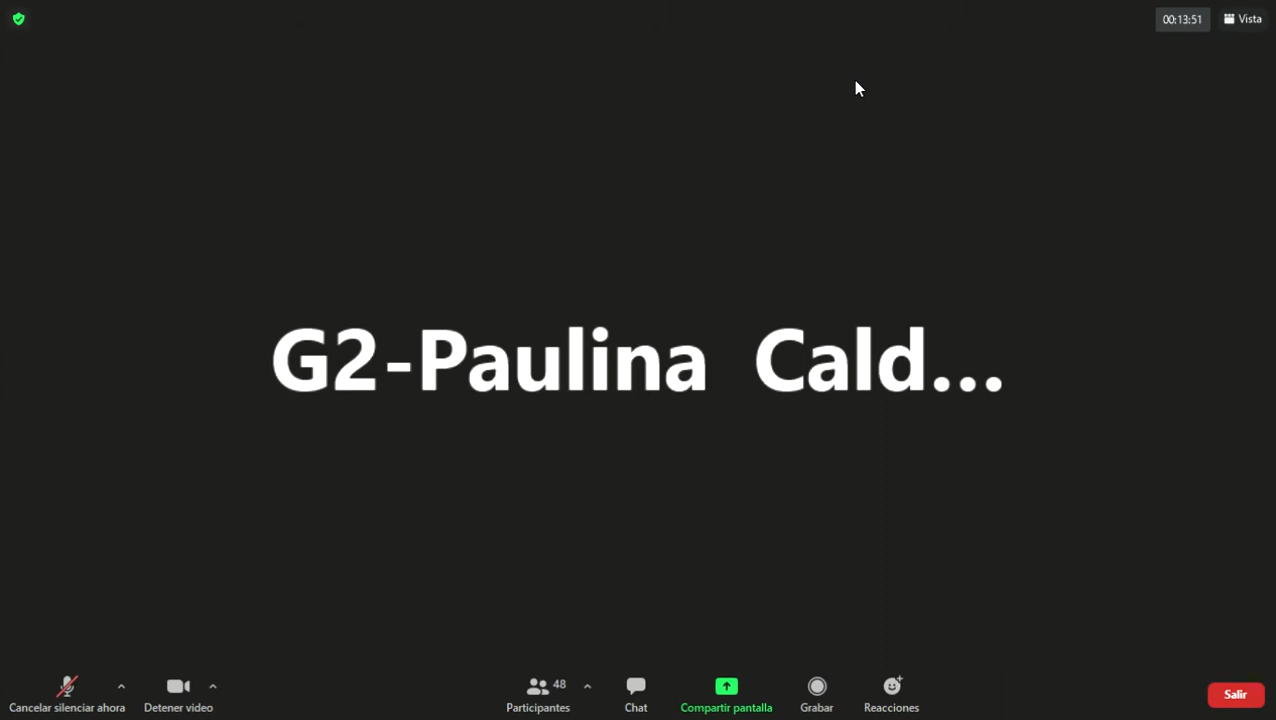 00:13:51 Vista
G2-Paulina Cald...
Cancelar silenciar ahora Detener video 48 Participantes Chat Compartir pantalla Grabar Reacciones Salir